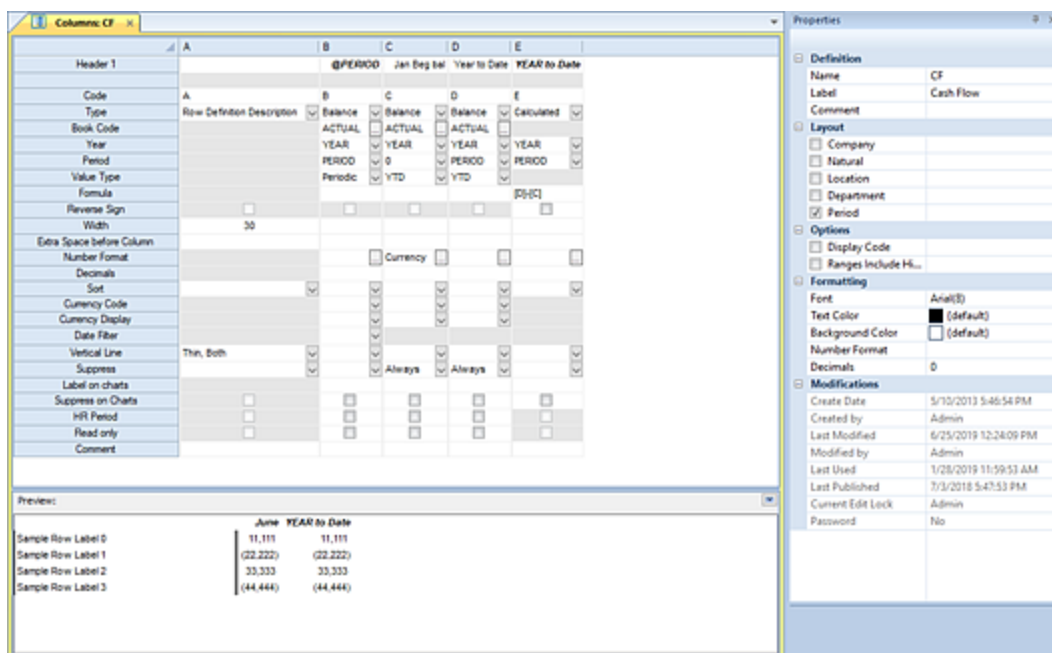 Columns: CF
A B C D E
Header 1 @PERIOD Jan Beg bal Year to Date YEAR to Date
Code A B C D E
Type Row Definition Description Balance Balance Balance Calculated
Book Code ACTUAL ACTUAL ACTUAL
Year YEAR YEAR YEAR YEAR
Period PERIOD 0 PERIOD PERIOD
Value Type Periodic YTD YTD
Formula [D]-[C]
Reverse Sign
Width 30
Extra Space before Column
Number Format Currency
Decimals
Sort
Currency Code
Currency Display
Date Filter
Vertical Line Thin, Both
Suppress Always Always
Label on charts
Suppress on Charts
HR Period
Read only
Comment
Preview:
June YEAR to Date
Sample Row Label 0 11,111 11,111
Sample Row Label 1 (22,222) (22,222)
Sample Row Label 2 33,333 33,333
Sample Row Label 3 (44,444) (44,444)
Properties
Definition
Name CF
Label Cash Flow
Comment
Layout
Company
Natural
Location
Department
Period
Options
Display Code
Ranges Include Hi...
Formatting
Font Arial(8)
Text Color (default)
Background Color (default)
Number Format
Decimals 0
Modifications
Create Date 5/10/2013 5:46:54 PM
Created by Admin
Last Modified 6/25/2019 12:24:09 PM
Modified by Admin
Last Used 1/28/2019 11:59:53 AM
Last Published 7/3/2018 5:47:53 PM
Current Edit Lock Admin
Password No